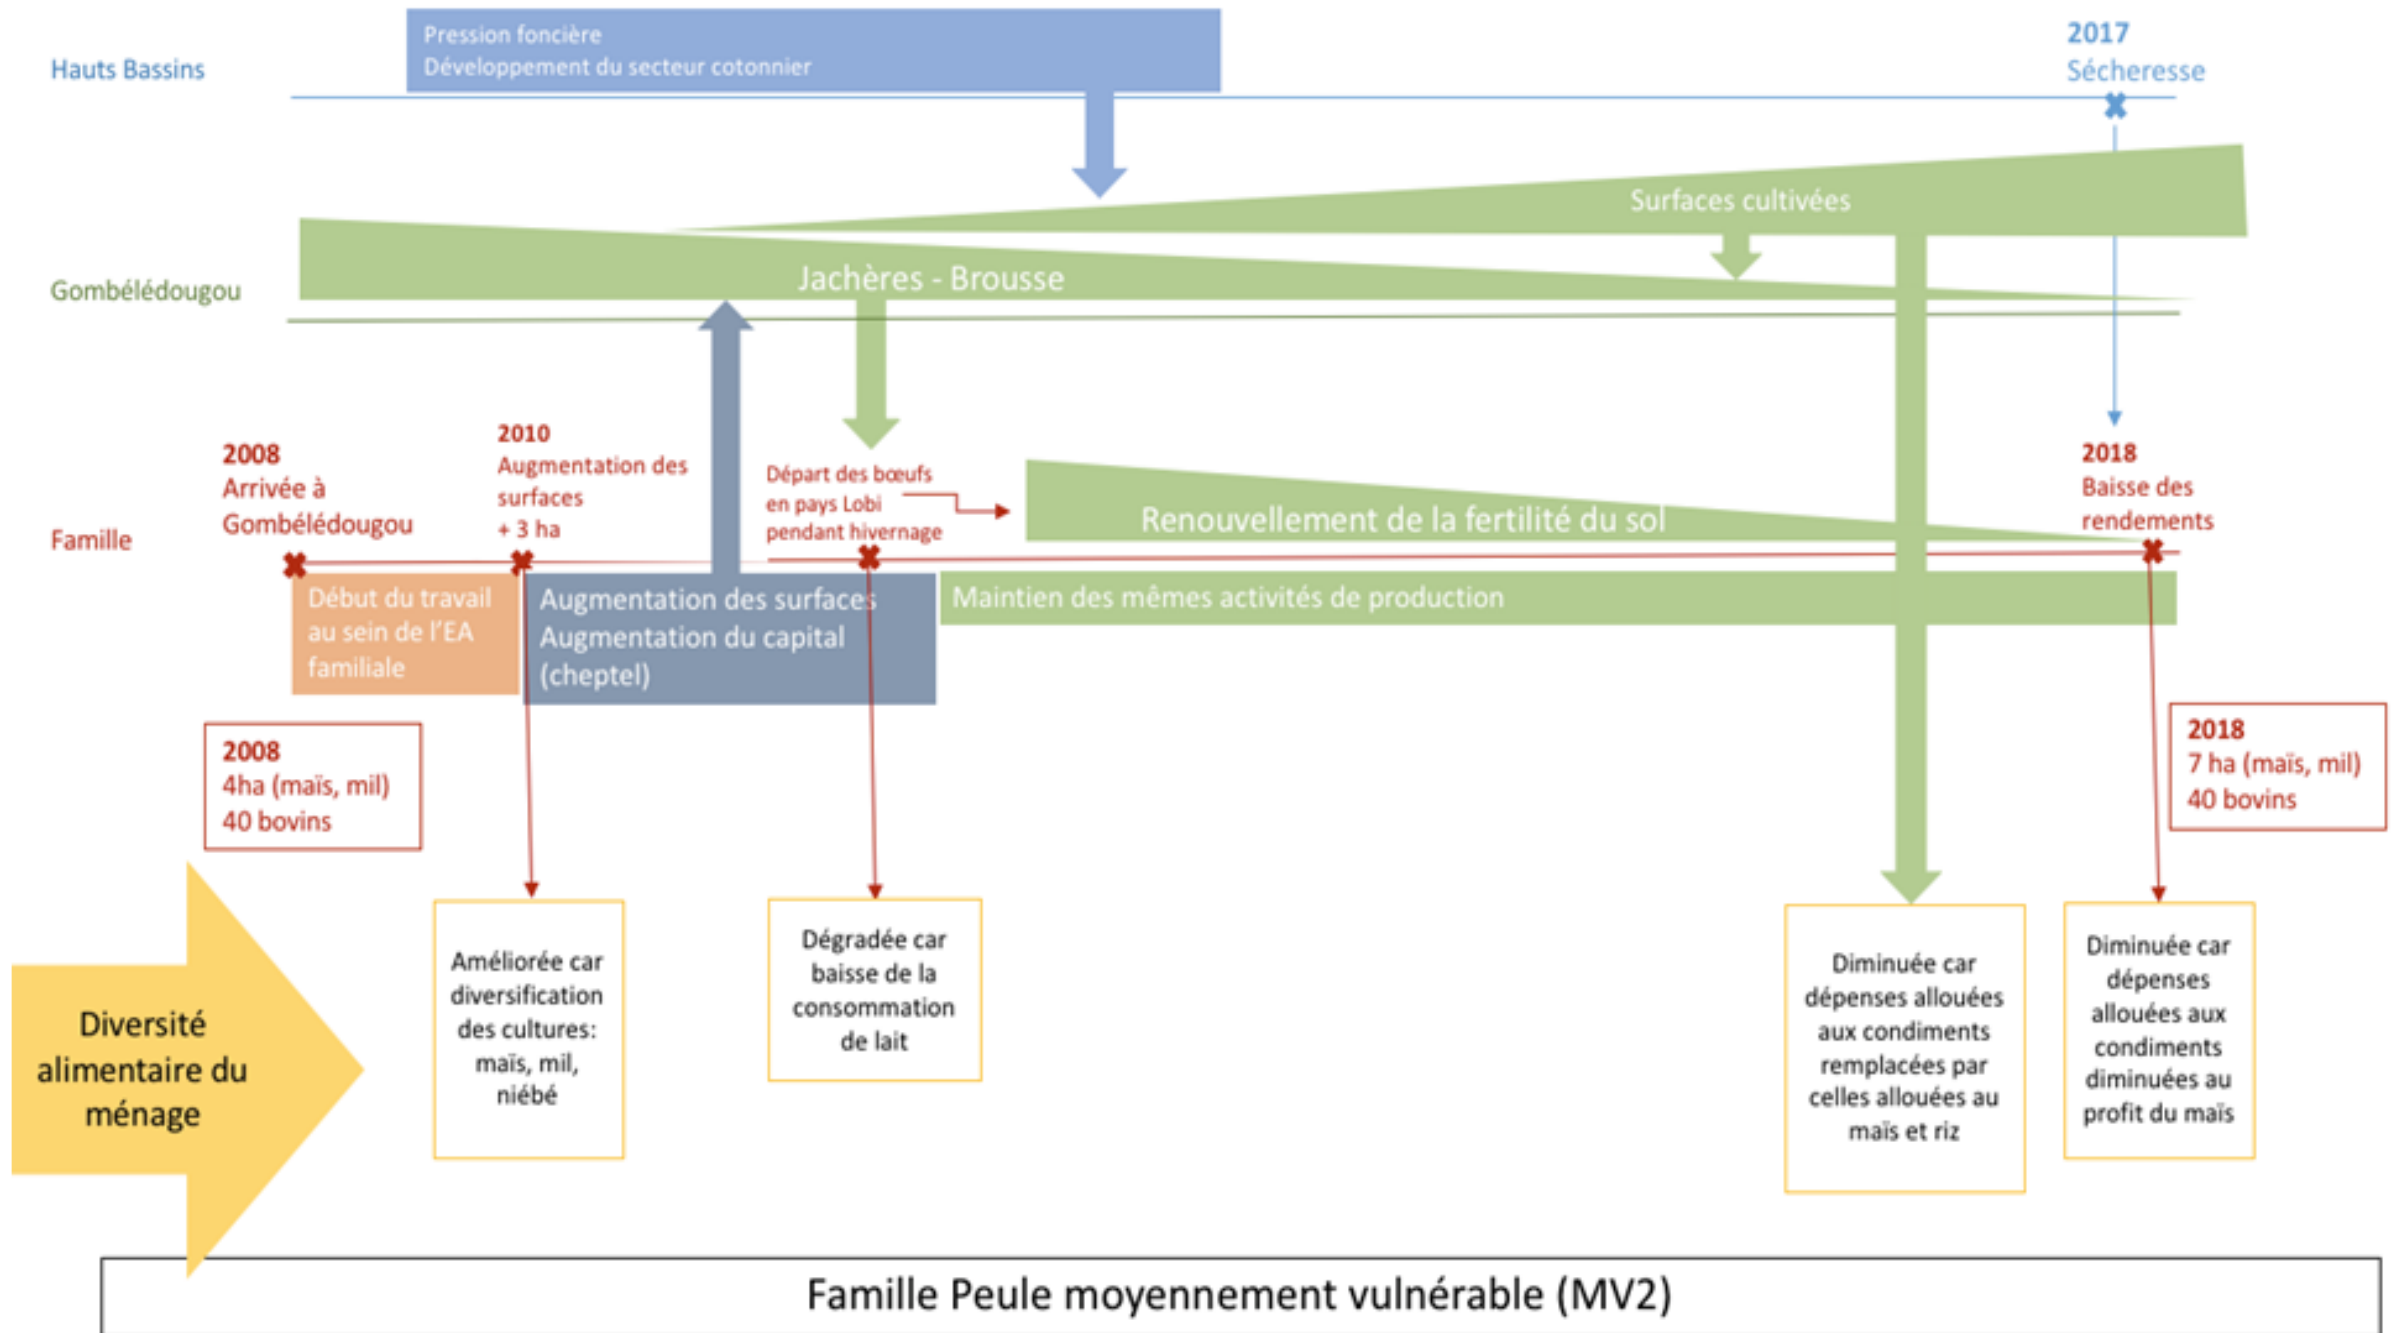 Hauts Bassins
Pression foncière
Développement du secteur cotonnier
2017
Sécheresse
Surfaces cultivées
Gombélédougou
Jachères - Brousse
Famille
2008
Arrivée à
Gombélédougou
2010
Augmentation des
surfaces
+ 3 ha
Départ des bœufs
en pays Lobi
pendant hivernage
Renouvellement de la fertilité du sol
2018
Baisse des
rendements
Début du travail
au sein de l'EA
familiale
Augmentation des surfaces
Augmentation du capital
(cheptel)
Maintien des mêmes activités de production
2008
4ha (maïs, mil)
40 bovins
2018
7 ha (maïs, mil)
40 bovins
Diversité
alimentaire du
ménage
Améliorée car
diversification
des cultures:
maïs, mil,
niébé
Dégradée car
baisse de la
consommation
de lait
Diminuée car
dépenses allouées
aux condiments
remplacées par
celles allouées au
maïs et riz
Diminuée car
dépenses
allouées aux
condiments
diminuées au
profit du maïs
Famille Peule moyennement vulnérable (MV2)